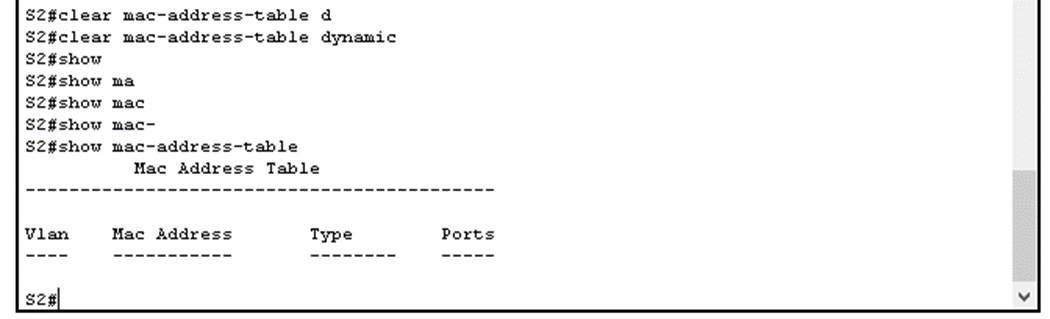 S2#clear mac-address-table d
S2#clear mac-address-table dynamic
S2#show
S2#show ma
S2#show mac
S2#show mac-
S2#show mac-address-table
          Mac Address Table
-------------------------------------------

Vlan    Mac Address       Type        Ports
----    -----------       --------    -----

S2#